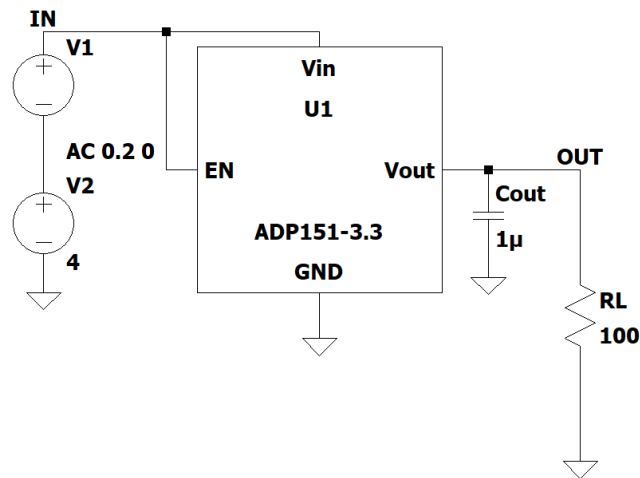 IN
V1
AC 0.2 0
V2
4
Vin
U1
EN
Vout
ADP151-3.3
GND
OUT
Cout
1µ
RL
100